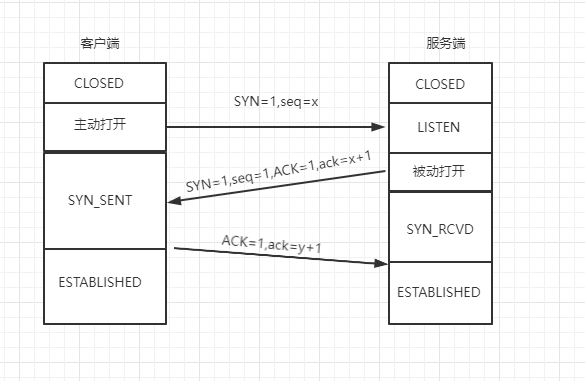 客户端
服务端
CLOSED
CLOSED
SYN=1,seq=x
主动打开
LISTEN
SYN=1,seq=1,ACK=1,ack=x+1
被动打开
SYN_SENT
SYN_RCVD
ACK=1,ack=y+1
ESTABLISHED
ESTABLISHED